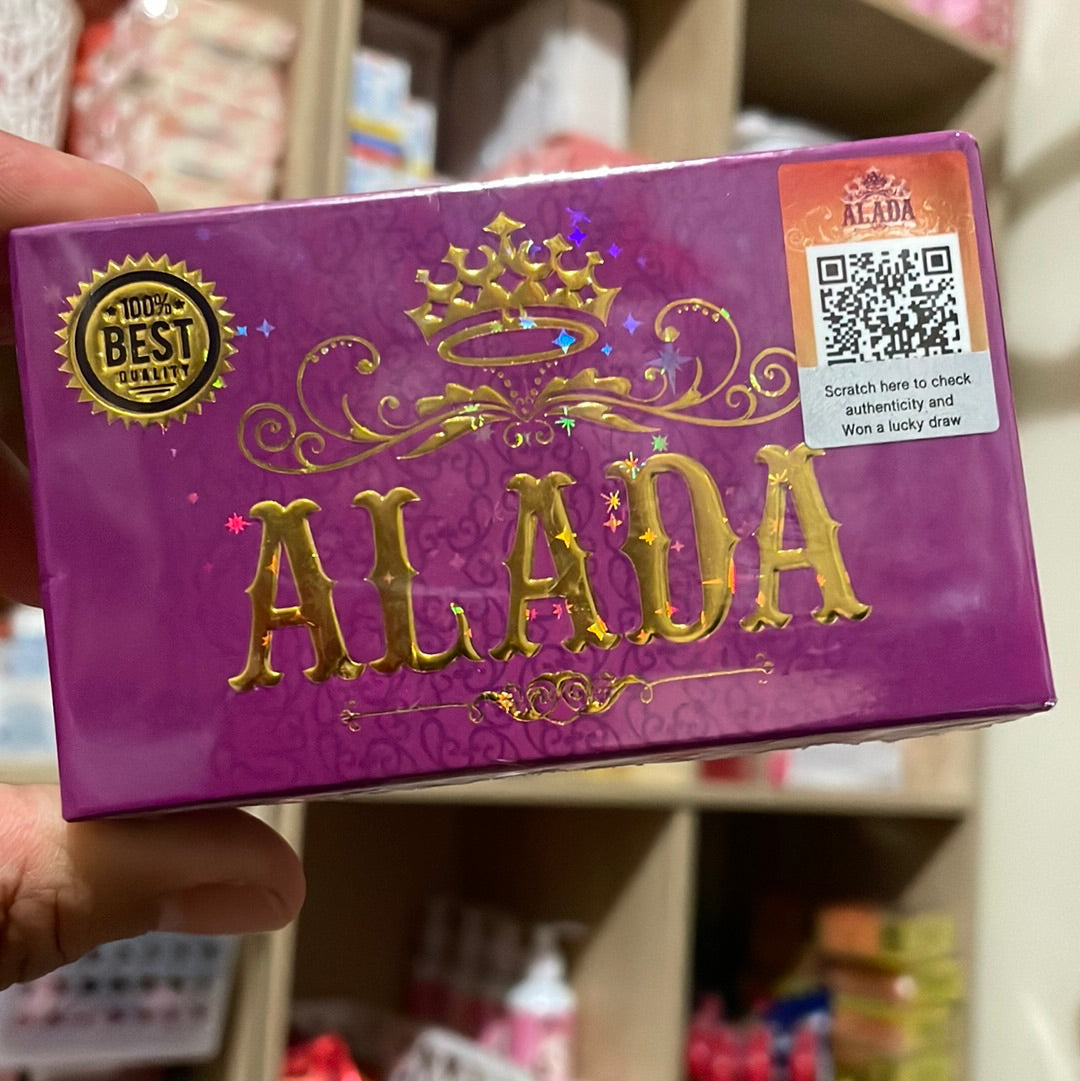 100%
BEST
QUALITY
ALADA
Scratch here to check
authenticity and
Won a lucky draw
ALADA